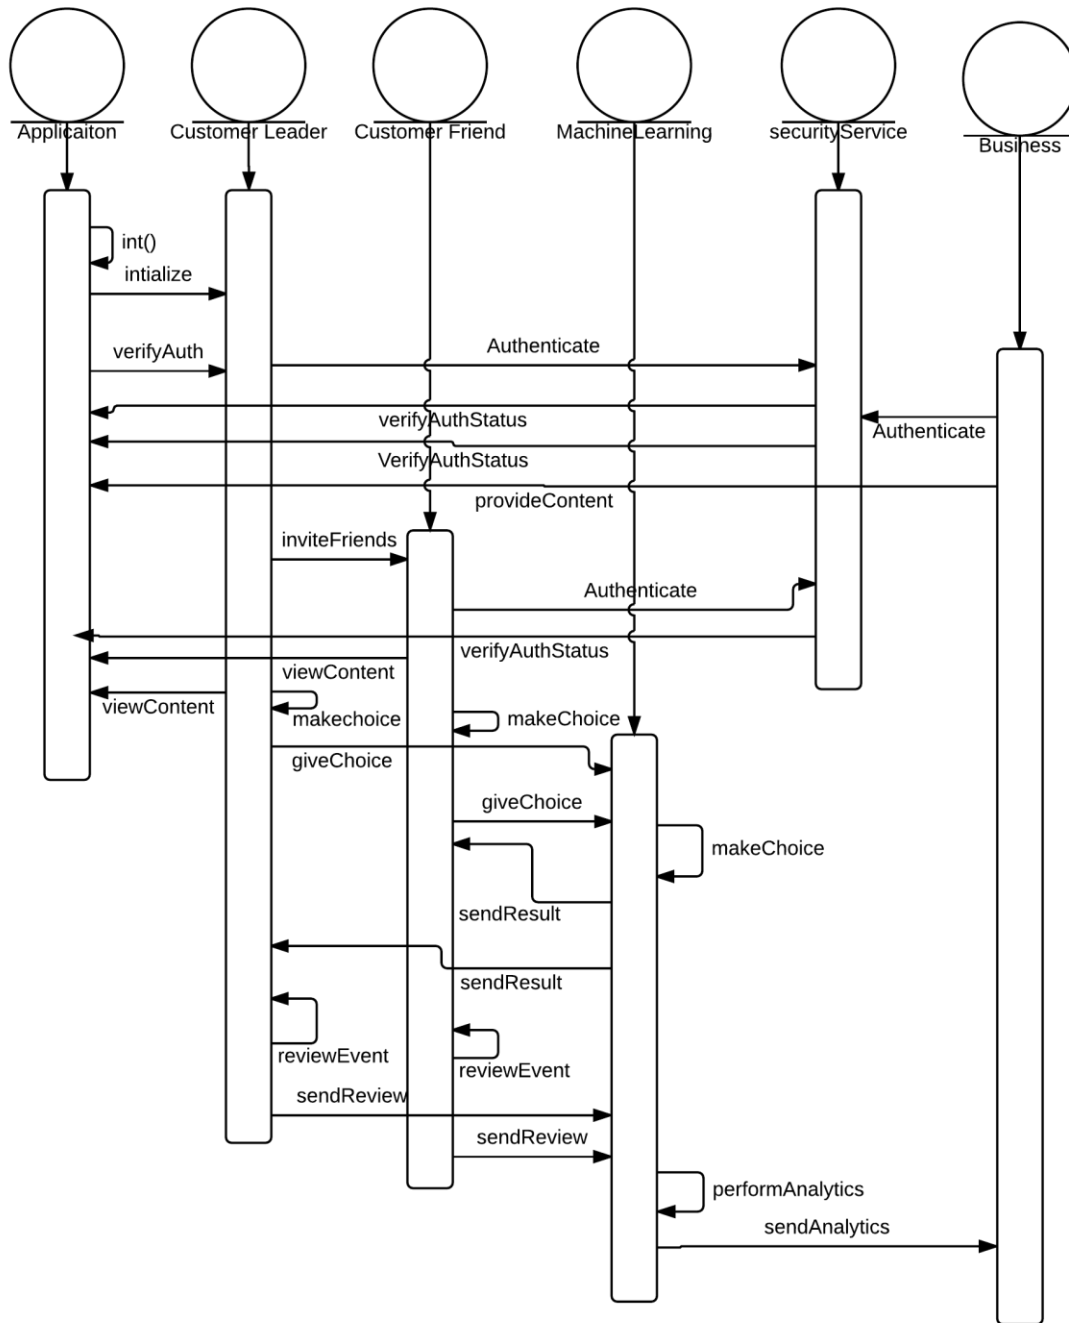 Applicaiton
Customer Leader
Customer Friend
MachineLearning
securityService
Business
int()
intialize
verifyAuth
Authenticate
verifyAuthStatus
Authenticate
VerifyAuthStatus
provideContent
inviteFriends
Authenticate
verifyAuthStatus
viewContent
viewContent
makechoice
makeChoice
giveChoice
giveChoice
makeChoice
sendResult
sendResult
reviewEvent
reviewEvent
sendReview
sendReview
performAnalytics
sendAnalytics